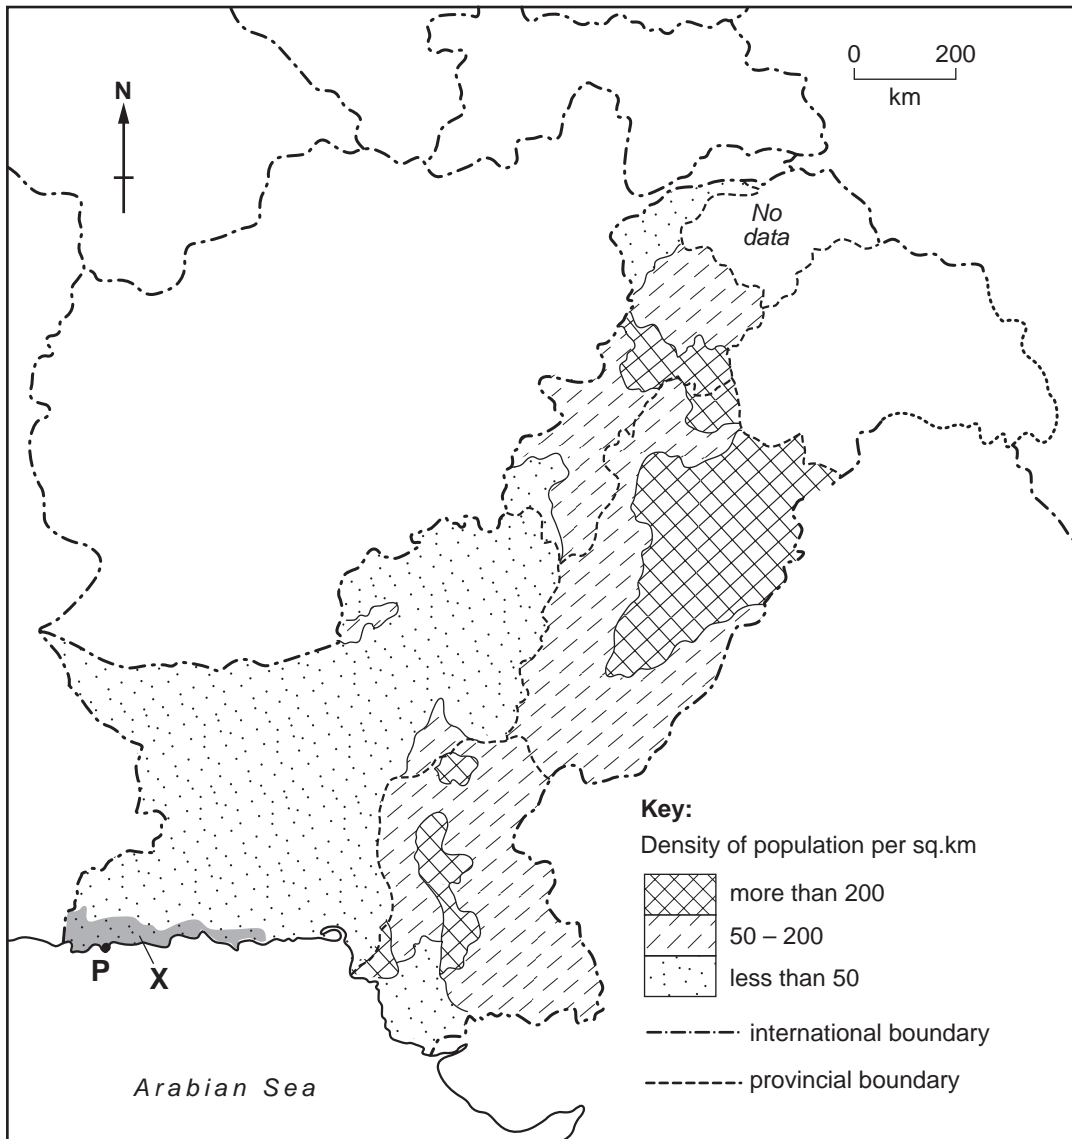 0 200
km
N
No
data
Key:
Density of population per sq.km
more than 200
50 – 200
less than 50
P
X
international boundary
provincial boundary
Arabian Sea